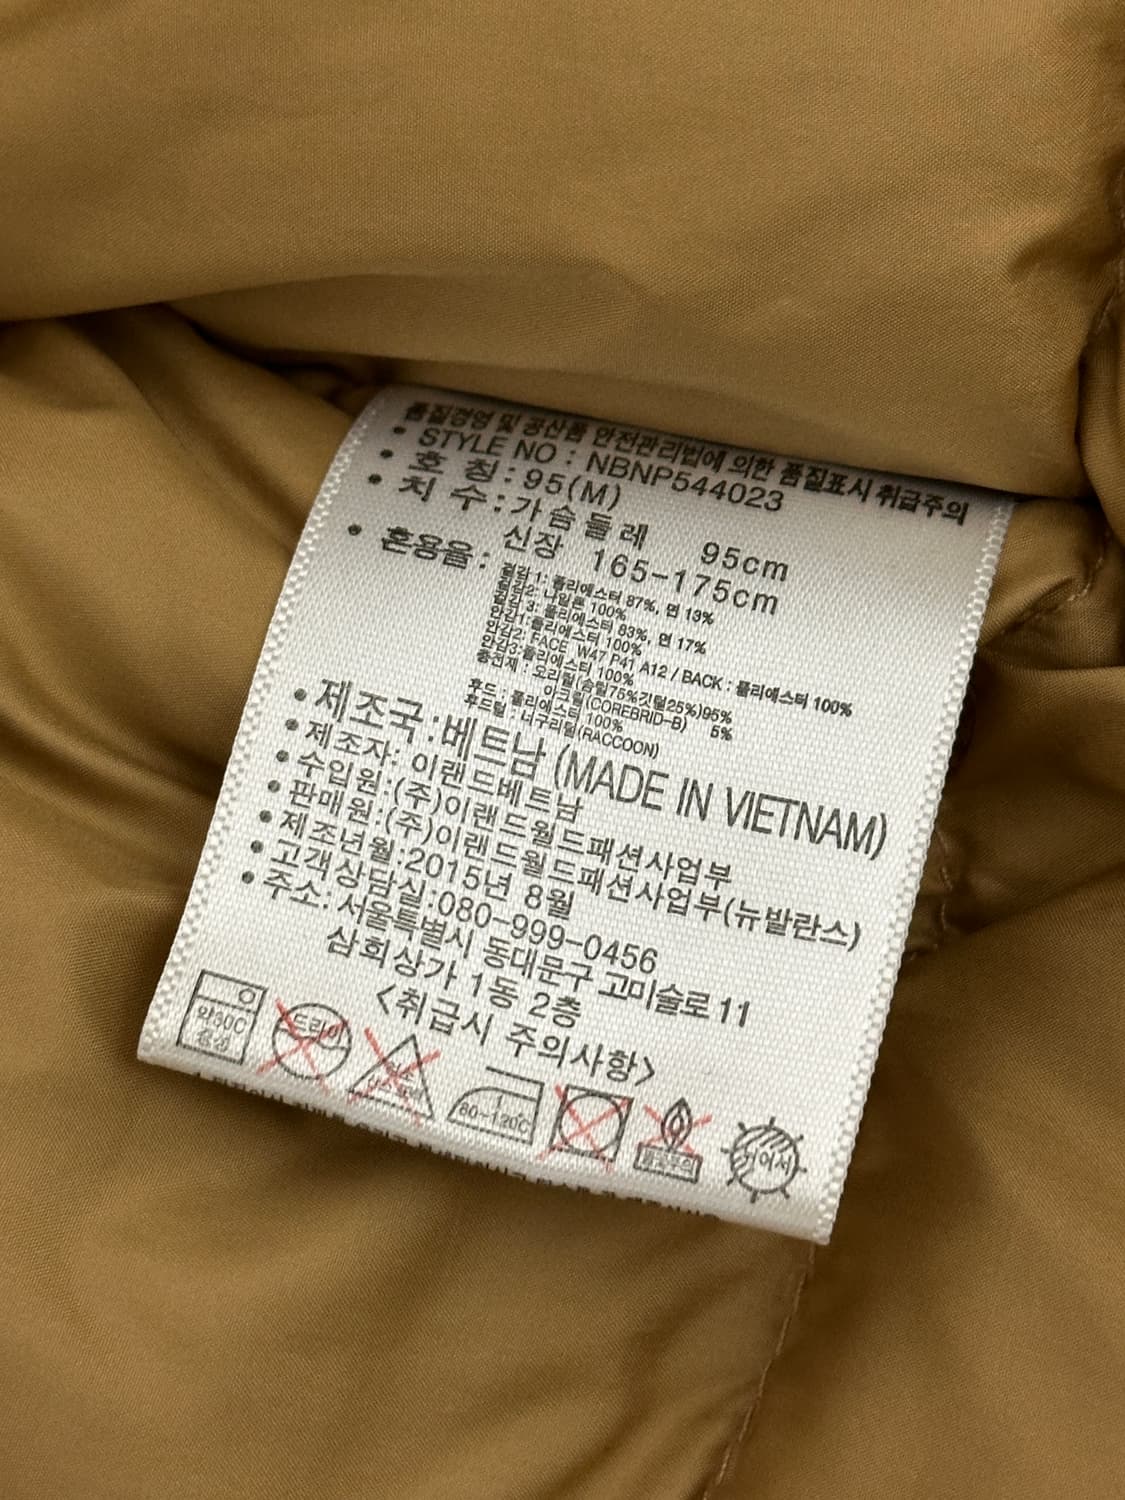 품질경영 및 공산품 안전관리법에 의한 품질표시 취급주의
• STYLE NO : NBNP544023
• 호 칭 : 95(M)
• 치 수 : 가슴둘레 95cm
신장 165-175cm
• 혼용율 :
겉감1: 폴리에스터 87%, 면 13%
겉감2: 나일론 100%
겉감3: 폴리에스터 83%, 면 17%
안감1: 폴리에스터 100%
안감2: FACE W47 P41 A12 / BACK : 폴리에스터 100%
안감3: 폴리에스터 100%
충전재 : 오리털(솜털75%깃털25%)95%
아크릴(COREBRID-B) 5%
후드 : 폴리에스터 100%
후드털 : 너구리털(RACCOON)
• 제조국 : 베트남 (MADE IN VIETNAM)
• 제조자: 이랜드베트남
• 수입원:(주)이랜드월드패션사업부
• 판매원:(주)이랜드월드패션사업부(뉴발란스)
• 제조년월:2015년 8월
• 고객상담실:080-999-0456
• 주소: 서울특별시 동대문구 고미술로 11
삼희상가 1동 2층
<취급시 주의사항>
약30℃ 중성 드라이 염소 80~120℃ 뉘어서